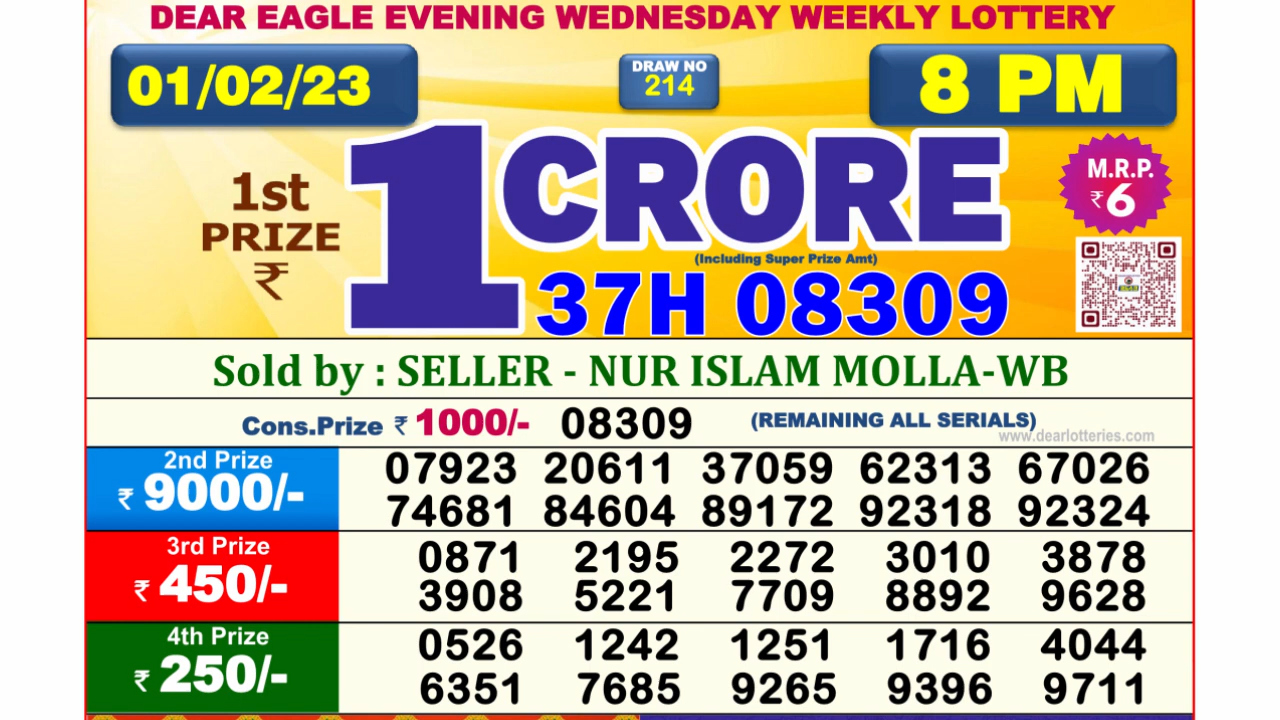 DEAR EAGLE EVENING WEDNESDAY WEEKLY LOTTERY
01/02/23
DRAW NO
214
8 PM
1st
PRIZE
₹
1 CRORE
(Including Super Prize Amt)
37H 08309
M.R.P.
₹ 6
Sold by : SELLER - NUR ISLAM MOLLA-WB
Cons.Prize ₹ 1000/- 08309 (REMAINING ALL SERIALS)
www.dearlotteries.com
2nd Prize
₹ 9000/-
07923 20611 37059 62313 67026
74681 84604 89172 92318 92324
3rd Prize
₹ 450/-
0871 2195 2272 3010 3878
3908 5221 7709 8892 9628
4th Prize
₹ 250/-
0526 1242 1251 1716 4044
6351 7685 9265 9396 9711